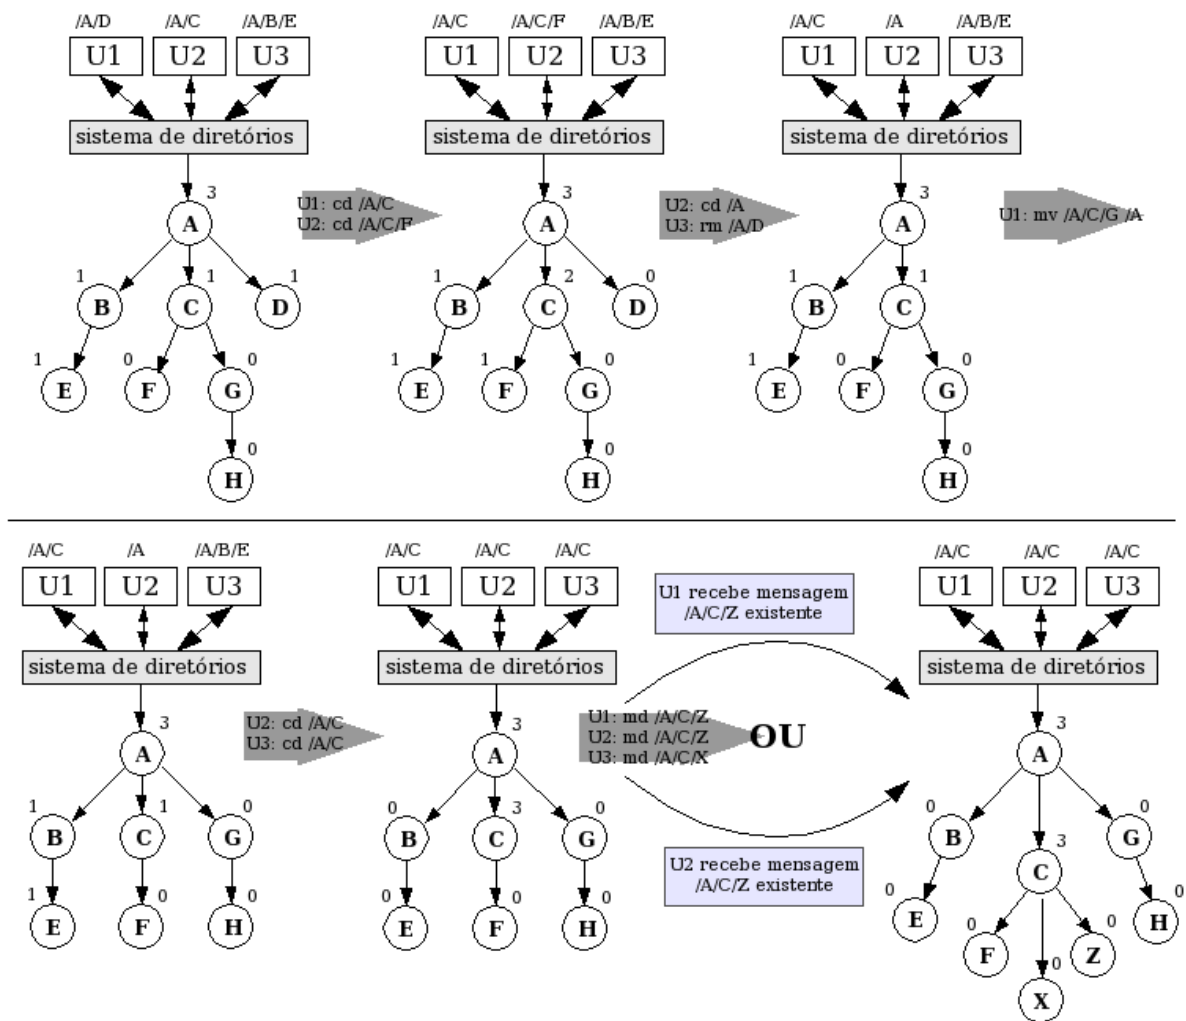 /A/D /A/C /A/B/E
U1 U2 U3
sistema de diretórios
3
A
1 1 1
B C D
1 0 0
E F G
0
H
U1: cd /A/C
U2: cd /A/C/F
/A/C /A/C/F /A/B/E
U1 U2 U3
sistema de diretórios
3
A
1 2 0
B C D
1 1 0
E F G
0
H
U2: cd /A
U3: rm /A/D
/A/C /A /A/B/E
U1 U2 U3
sistema de diretórios
3
A
1 1
B C
1 0 0
E F G
0
H
U1: mv /A/C/G /A
/A/C /A /A/B/E
U1 U2 U3
sistema de diretórios
3
A
1 1 0
B C G
1 0 0
E F H
U2: cd /A/C
U3: cd /A/C
/A/C /A/C /A/C
U1 U2 U3
sistema de diretórios
3
A
0 3 0
B C G
0 0 0
E F H
U1 recebe mensagem
/A/C/Z existente
U1: md /A/C/Z
U2: md /A/C/Z
U3: md /A/C/X
OU
U2 recebe mensagem
/A/C/Z existente
/A/C /A/C /A/C
U1 U2 U3
sistema de diretórios
3
A
0 0
B G
3
C
0 0
E H
0 0
F Z
0
X